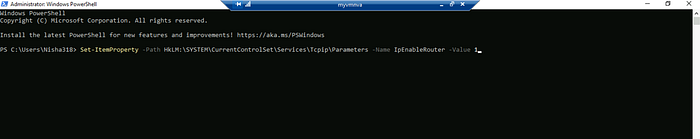 Administrator: Windows PowerShell
myvmnva
Windows PowerShell
Copyright (C) Microsoft Corporation. All rights reserved.
Install the latest PowerShell for new features and improvements! https://aka.ms/PSWindows
PS C:\Users\Nisha318> Set-ItemProperty -Path HkLM:\SYSTEM\CurrentControlSet\Services\Tcpip\Parameters -Name IpEnableRouter -Value 1